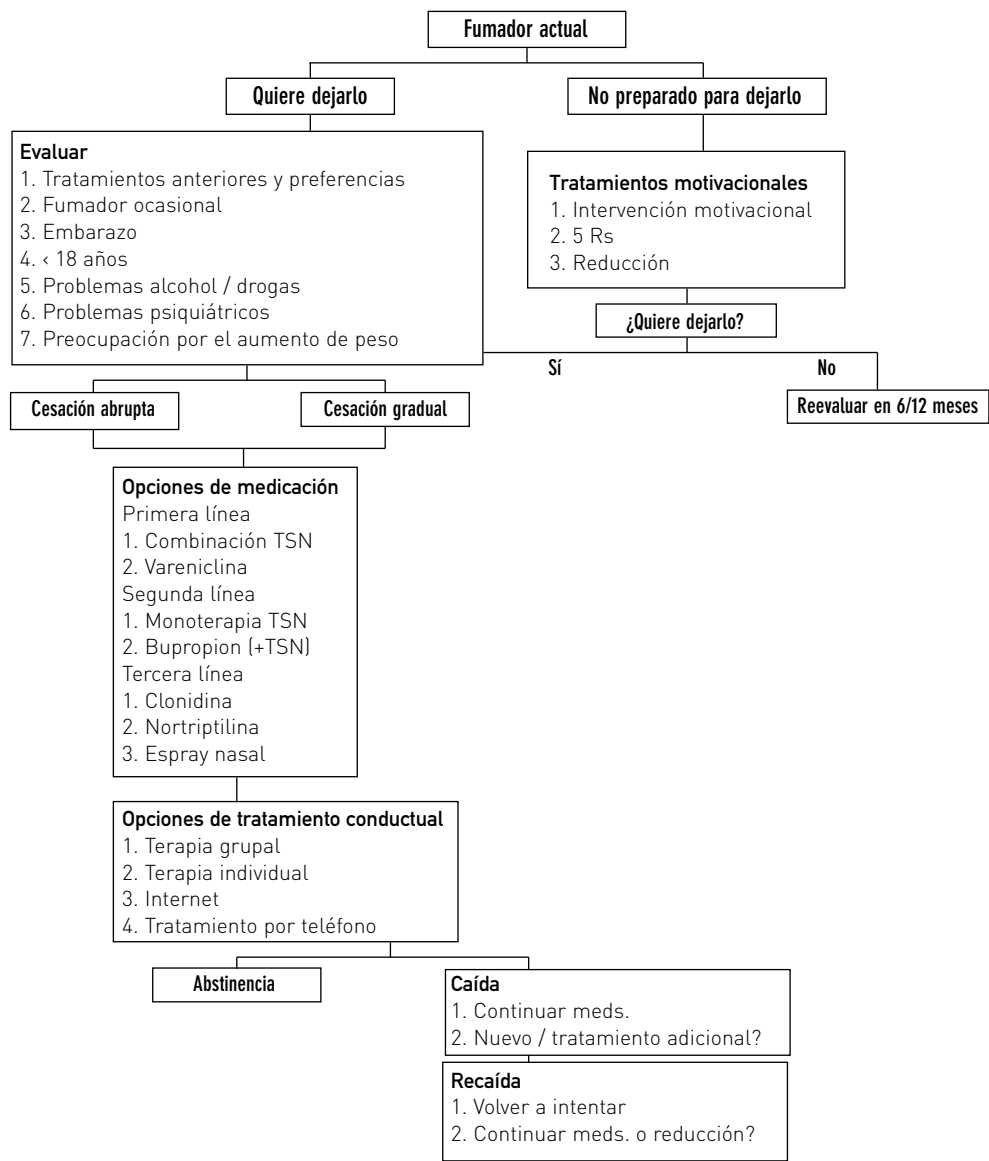 Fumador actual
Quiere dejarlo
No preparado para dejarlo
Evaluar
1. Tratamientos anteriores y preferencias
2. Fumador ocasional
3. Embarazo
4. < 18 años
5. Problemas alcohol / drogas
6. Problemas psiquiátricos
7. Preocupación por el aumento de peso
Tratamientos motivacionales
1. Intervención motivacional
2. 5 Rs
3. Reducción
¿Quiere dejarlo?
Sí
No
Reevaluar en 6/12 meses
Cesación abrupta
Cesación gradual
Opciones de medicación
Primera línea
1. Combinación TSN
2. Vareniclina
Segunda línea
1. Monoterapia TSN
2. Bupropion (+TSN)
Tercera línea
1. Clonidina
2. Nortriptilina
3. Espray nasal
Opciones de tratamiento conductual
1. Terapia grupal
2. Terapia individual
3. Internet
4. Tratamiento por teléfono
Abstinencia
Caída
1. Continuar meds.
2. Nuevo / tratamiento adicional?
Recaída
1. Volver a intentar
2. Continuar meds. o reducción?